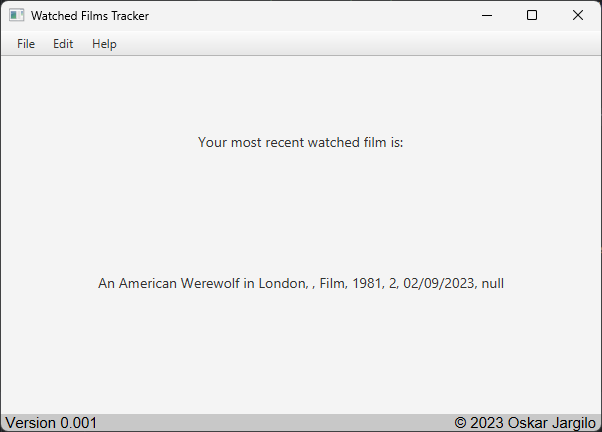 Watched Films Tracker
File Edit Help
Your most recent watched film is:
An American Werewolf in London, , Film, 1981, 2, 02/09/2023, null
Version 0.001 © 2023 Oskar Jargilo